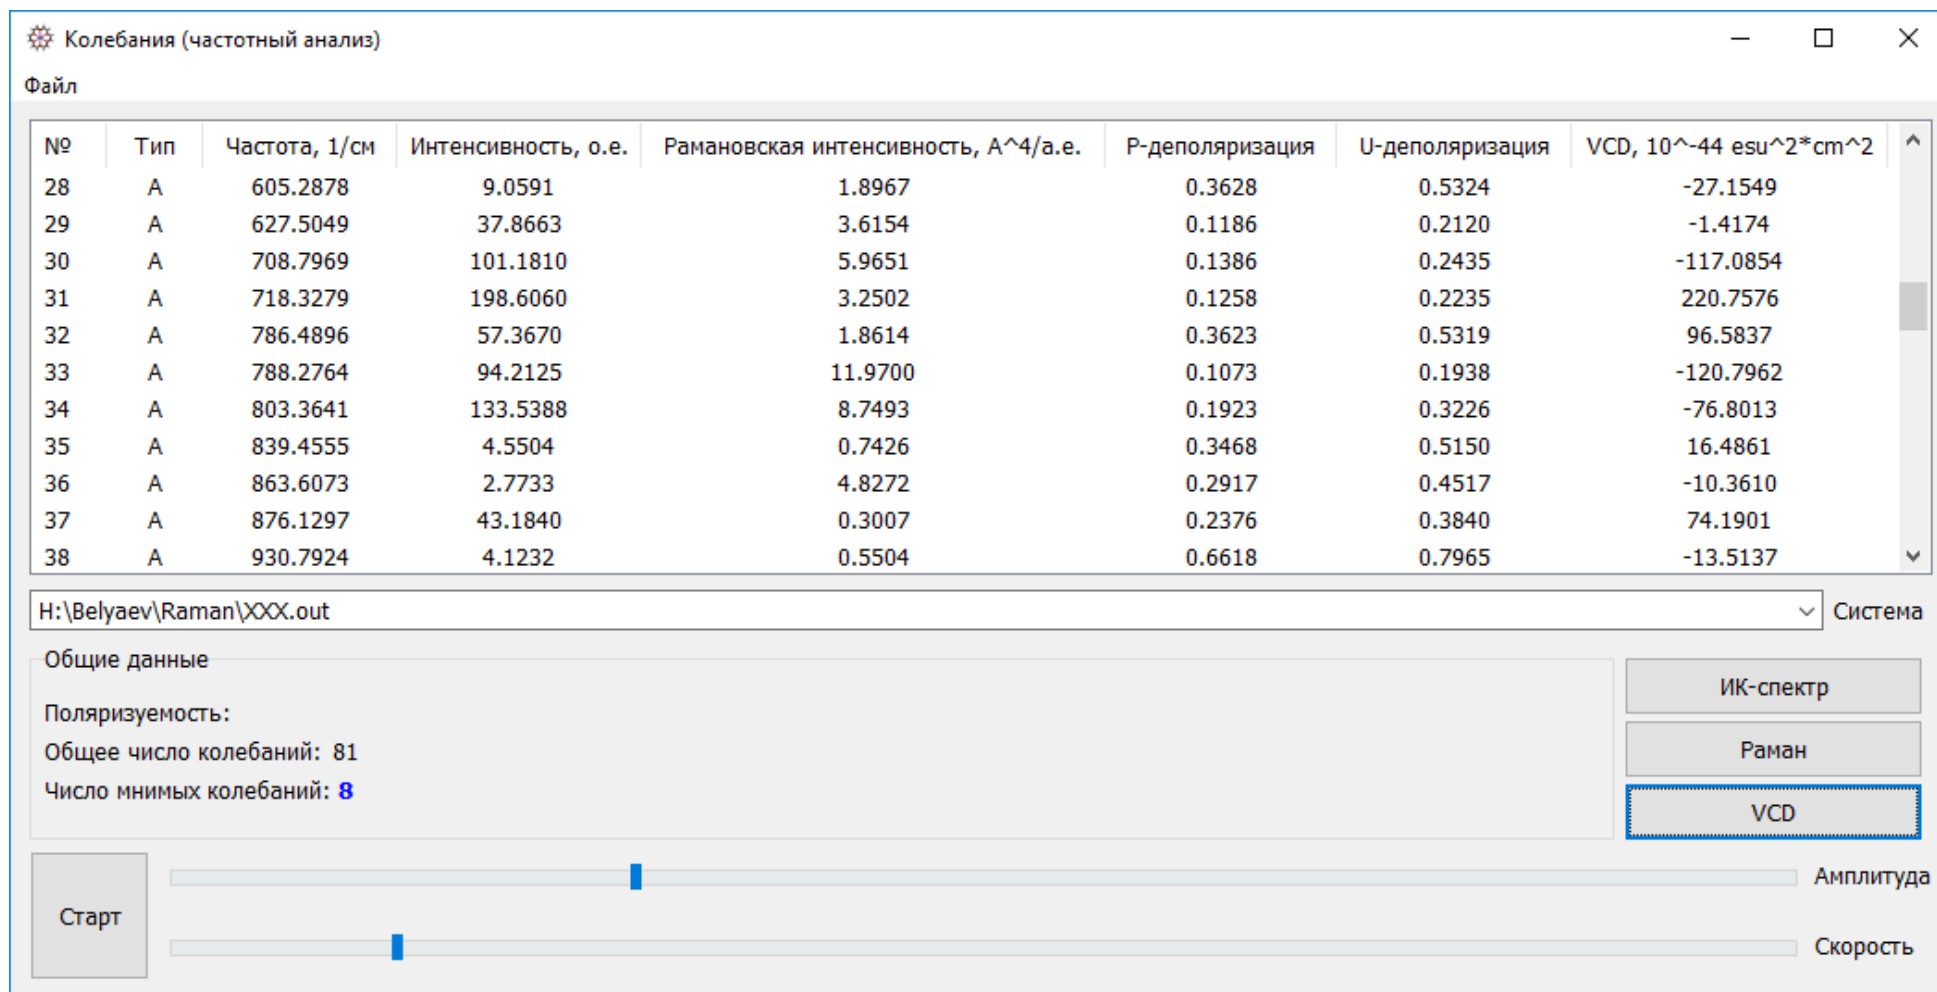 Колебания (частотный анализ)
Файл
№ Тип Частота, 1/см Интенсивность, о.е. Рамановская интенсивность, А^4/а.е. P-деполяризация U-деполяризация VCD, 10^-44 esu^2*cm^2
28 A 605.2878 9.0591 1.8967 0.3628 0.5324 -27.1549
29 A 627.5049 37.8663 3.6154 0.1186 0.2120 -1.4174
30 A 708.7969 101.1810 5.9651 0.1386 0.2435 -117.0854
31 A 718.3279 198.6060 3.2502 0.1258 0.2235 220.7576
32 A 786.4896 57.3670 1.8614 0.3623 0.5319 96.5837
33 A 788.2764 94.2125 11.9700 0.1073 0.1938 -120.7962
34 A 803.3641 133.5388 8.7493 0.1923 0.3226 -76.8013
35 A 839.4555 4.5504 0.7426 0.3468 0.5150 16.4861
36 A 863.6073 2.7733 4.8272 0.2917 0.4517 -10.3610
37 A 876.1297 43.1840 0.3007 0.2376 0.3840 74.1901
38 A 930.7924 4.1232 0.5504 0.6618 0.7965 -13.5137
H:\Belyaev\Raman\XXX.out Система
Общие данные
Поляризуемость:
Общее число колебаний: 81
Число мнимых колебаний: 8
ИК-спектр
Раман
VCD
Старт
Амплитуда
Скорость